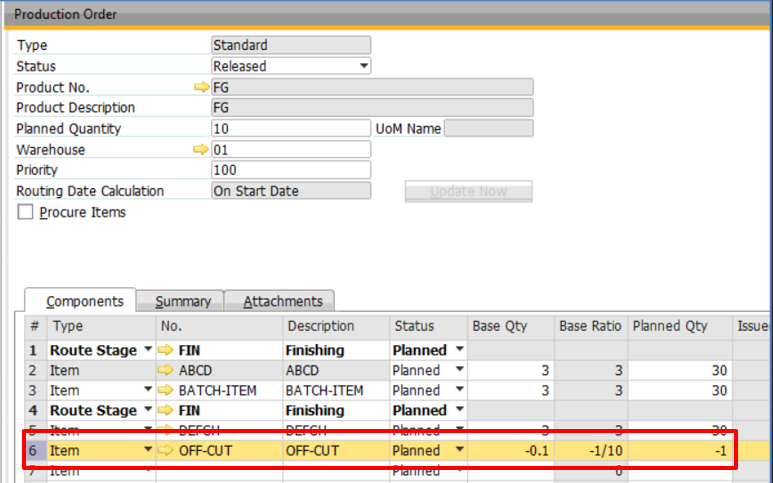 Production Order
Type Standard
Status Released
Product No. FG
Product Description FG
Planned Quantity 10 UoM Name
Warehouse 01
Priority 100
Routing Date Calculation On Start Date Update Now
Procure Items
Components Summary Attachments
# Type No. Description Status Base Qty Base Ratio Planned Qty Issue
1 Route Stage FIN Finishing Planned
2 Item ABCD ABCD Planned 3 3 30
3 Item BATCH-ITEM BATCH-ITEM Planned 3 3 30
4 Route Stage FIN Finishing Planned
5 Item DEFGH DEFGH Planned 3 3 30
6 Item OFF-CUT OFF-CUT Planned -0.1 -1/10 -1
7 Item Planned 0